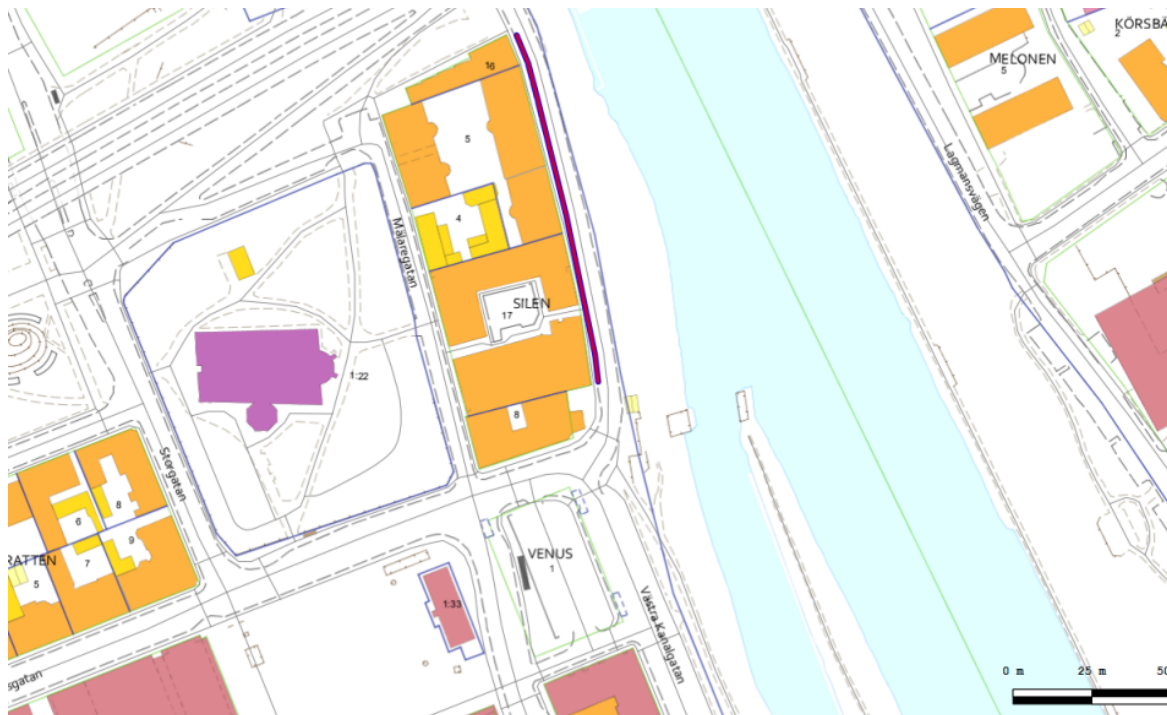 KÖRSBÄ
2
MELONEN
5
16
5
Lagmansvägen
4
Mälaregatan
SILEN
17
1:22
8
Storgatan
8
6
9
RATTEN
7
5
VENUS
1
1:33
Västra Kanalgatan
sgatan
0 m 25 m 50